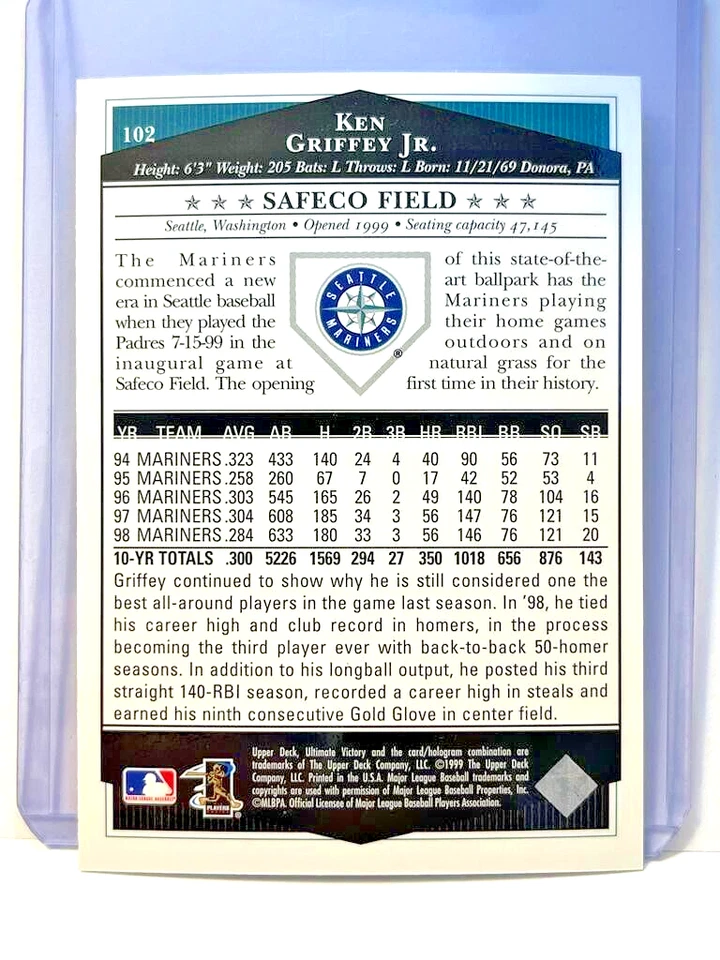 102
KEN
GRIFFEY JR.
Height: 6'3" Weight: 205 Bats: L Throws: L Born: 11/21/69 Donora, PA
★ ★ ★ SAFECO FIELD ★ ★ ★
Seattle, Washington • Opened 1999 • Seating capacity 47,145
The Mariners
commenced a new
era in Seattle baseball
when they played the
Padres 7-15-99 in the
inaugural game at
Safeco Field. The opening
SEATTLE
MARINERS
®
of this state-of-the-
art ballpark has the
Mariners playing
their home games
outdoors and on
natural grass for the
first time in their history.
YR TEAM AVG AB H 2B 3B HR RBI BB SO SB
94 MARINERS .323 433 140 24 4 40 90 56 73 11
95 MARINERS .258 260 67 7 0 17 42 52 53 4
96 MARINERS .303 545 165 26 2 49 140 78 104 16
97 MARINERS .304 608 185 34 3 56 147 76 121 15
98 MARINERS .284 633 180 33 3 56 146 76 121 20
10-YR TOTALS .300 5226 1569 294 27 350 1018 656 876 143
Griffey continued to show why he is still considered one the
best all-around players in the game last season. In '98, he tied
his career high and club record in homers, in the process
becoming the third player ever with back-to-back 50-homer
seasons. In addition to his longball output, he posted his third
straight 140-RBI season, recorded a career high in steals and
earned his ninth consecutive Gold Glove in center field.
Upper Deck, Ultimate Victory and the card/hologram combination are
trademarks of The Upper Deck Company, LLC. ©1999 The Upper Deck
Company, LLC. Printed in the U.S.A. Major League Baseball trademarks and
copyrights are used with permission of Major League Baseball Properties, Inc.
©MLBPA. Official Licensee of Major League Baseball Players Association.
MAJOR LEAGUE BASEBALL
PLAYERS